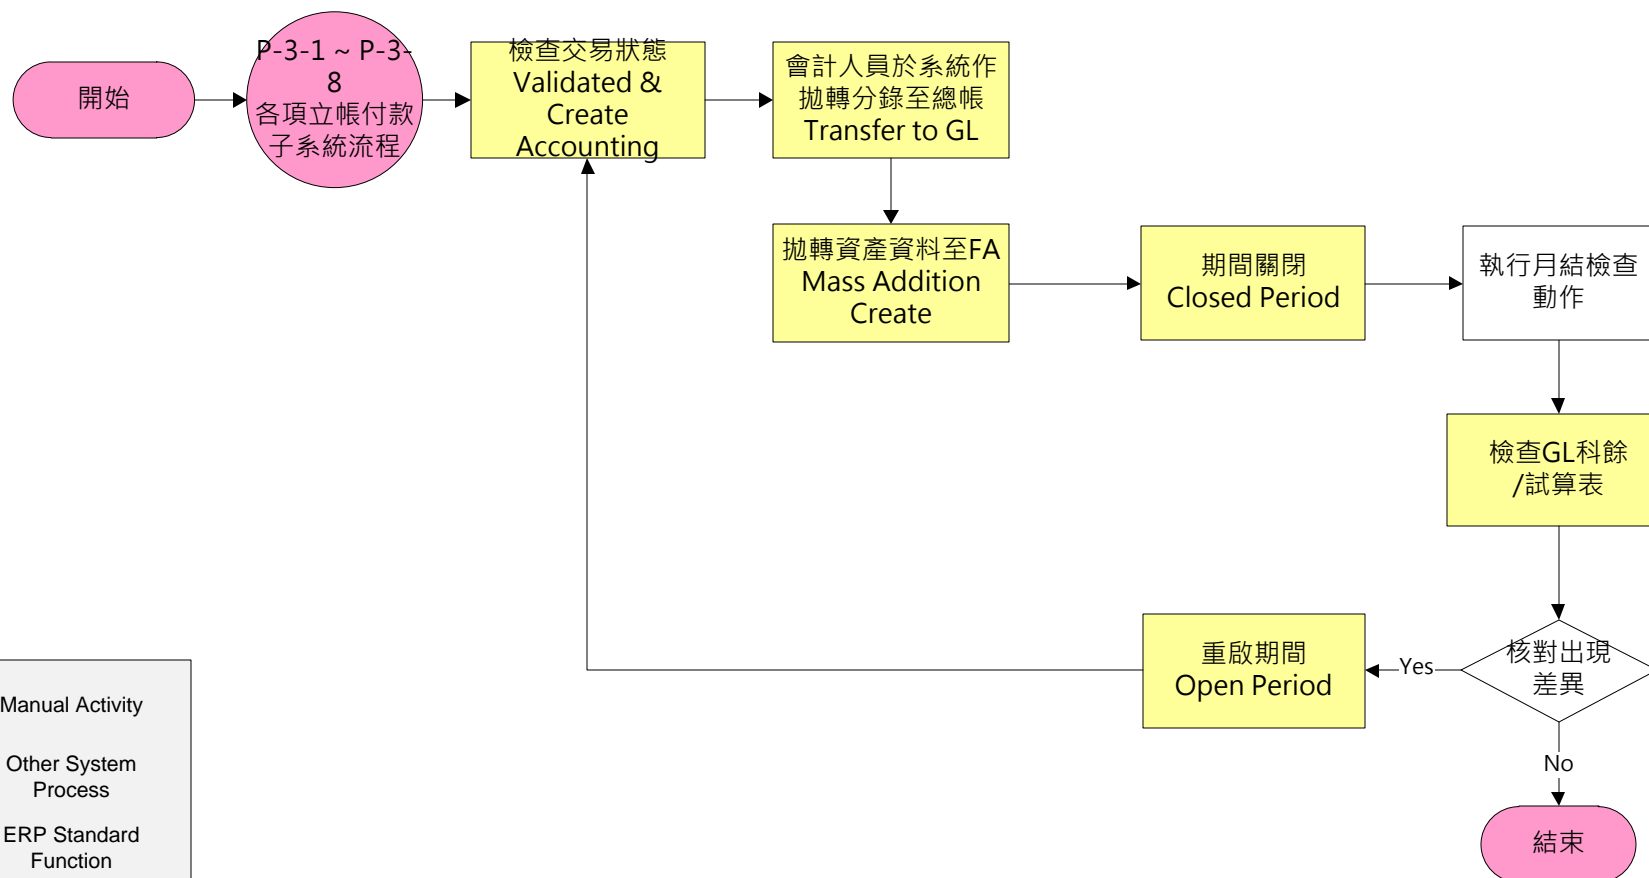 開始
P-3-1 ~ P-3-
8
各項立帳付款
子系統流程
檢查交易狀態
Validated &
Create
Accounting
會計人員於系統作
拋轉分錄至總帳
Transfer to GL
拋轉資產資料至FA
Mass Addition
Create
期間關閉
Closed Period
執行月結檢查
動作
檢查GL科餘
/試算表
核對出現
差異
Yes
重啟期間
Open Period
No
結束
Manual Activity
Other System
Process
ERP Standard
Function